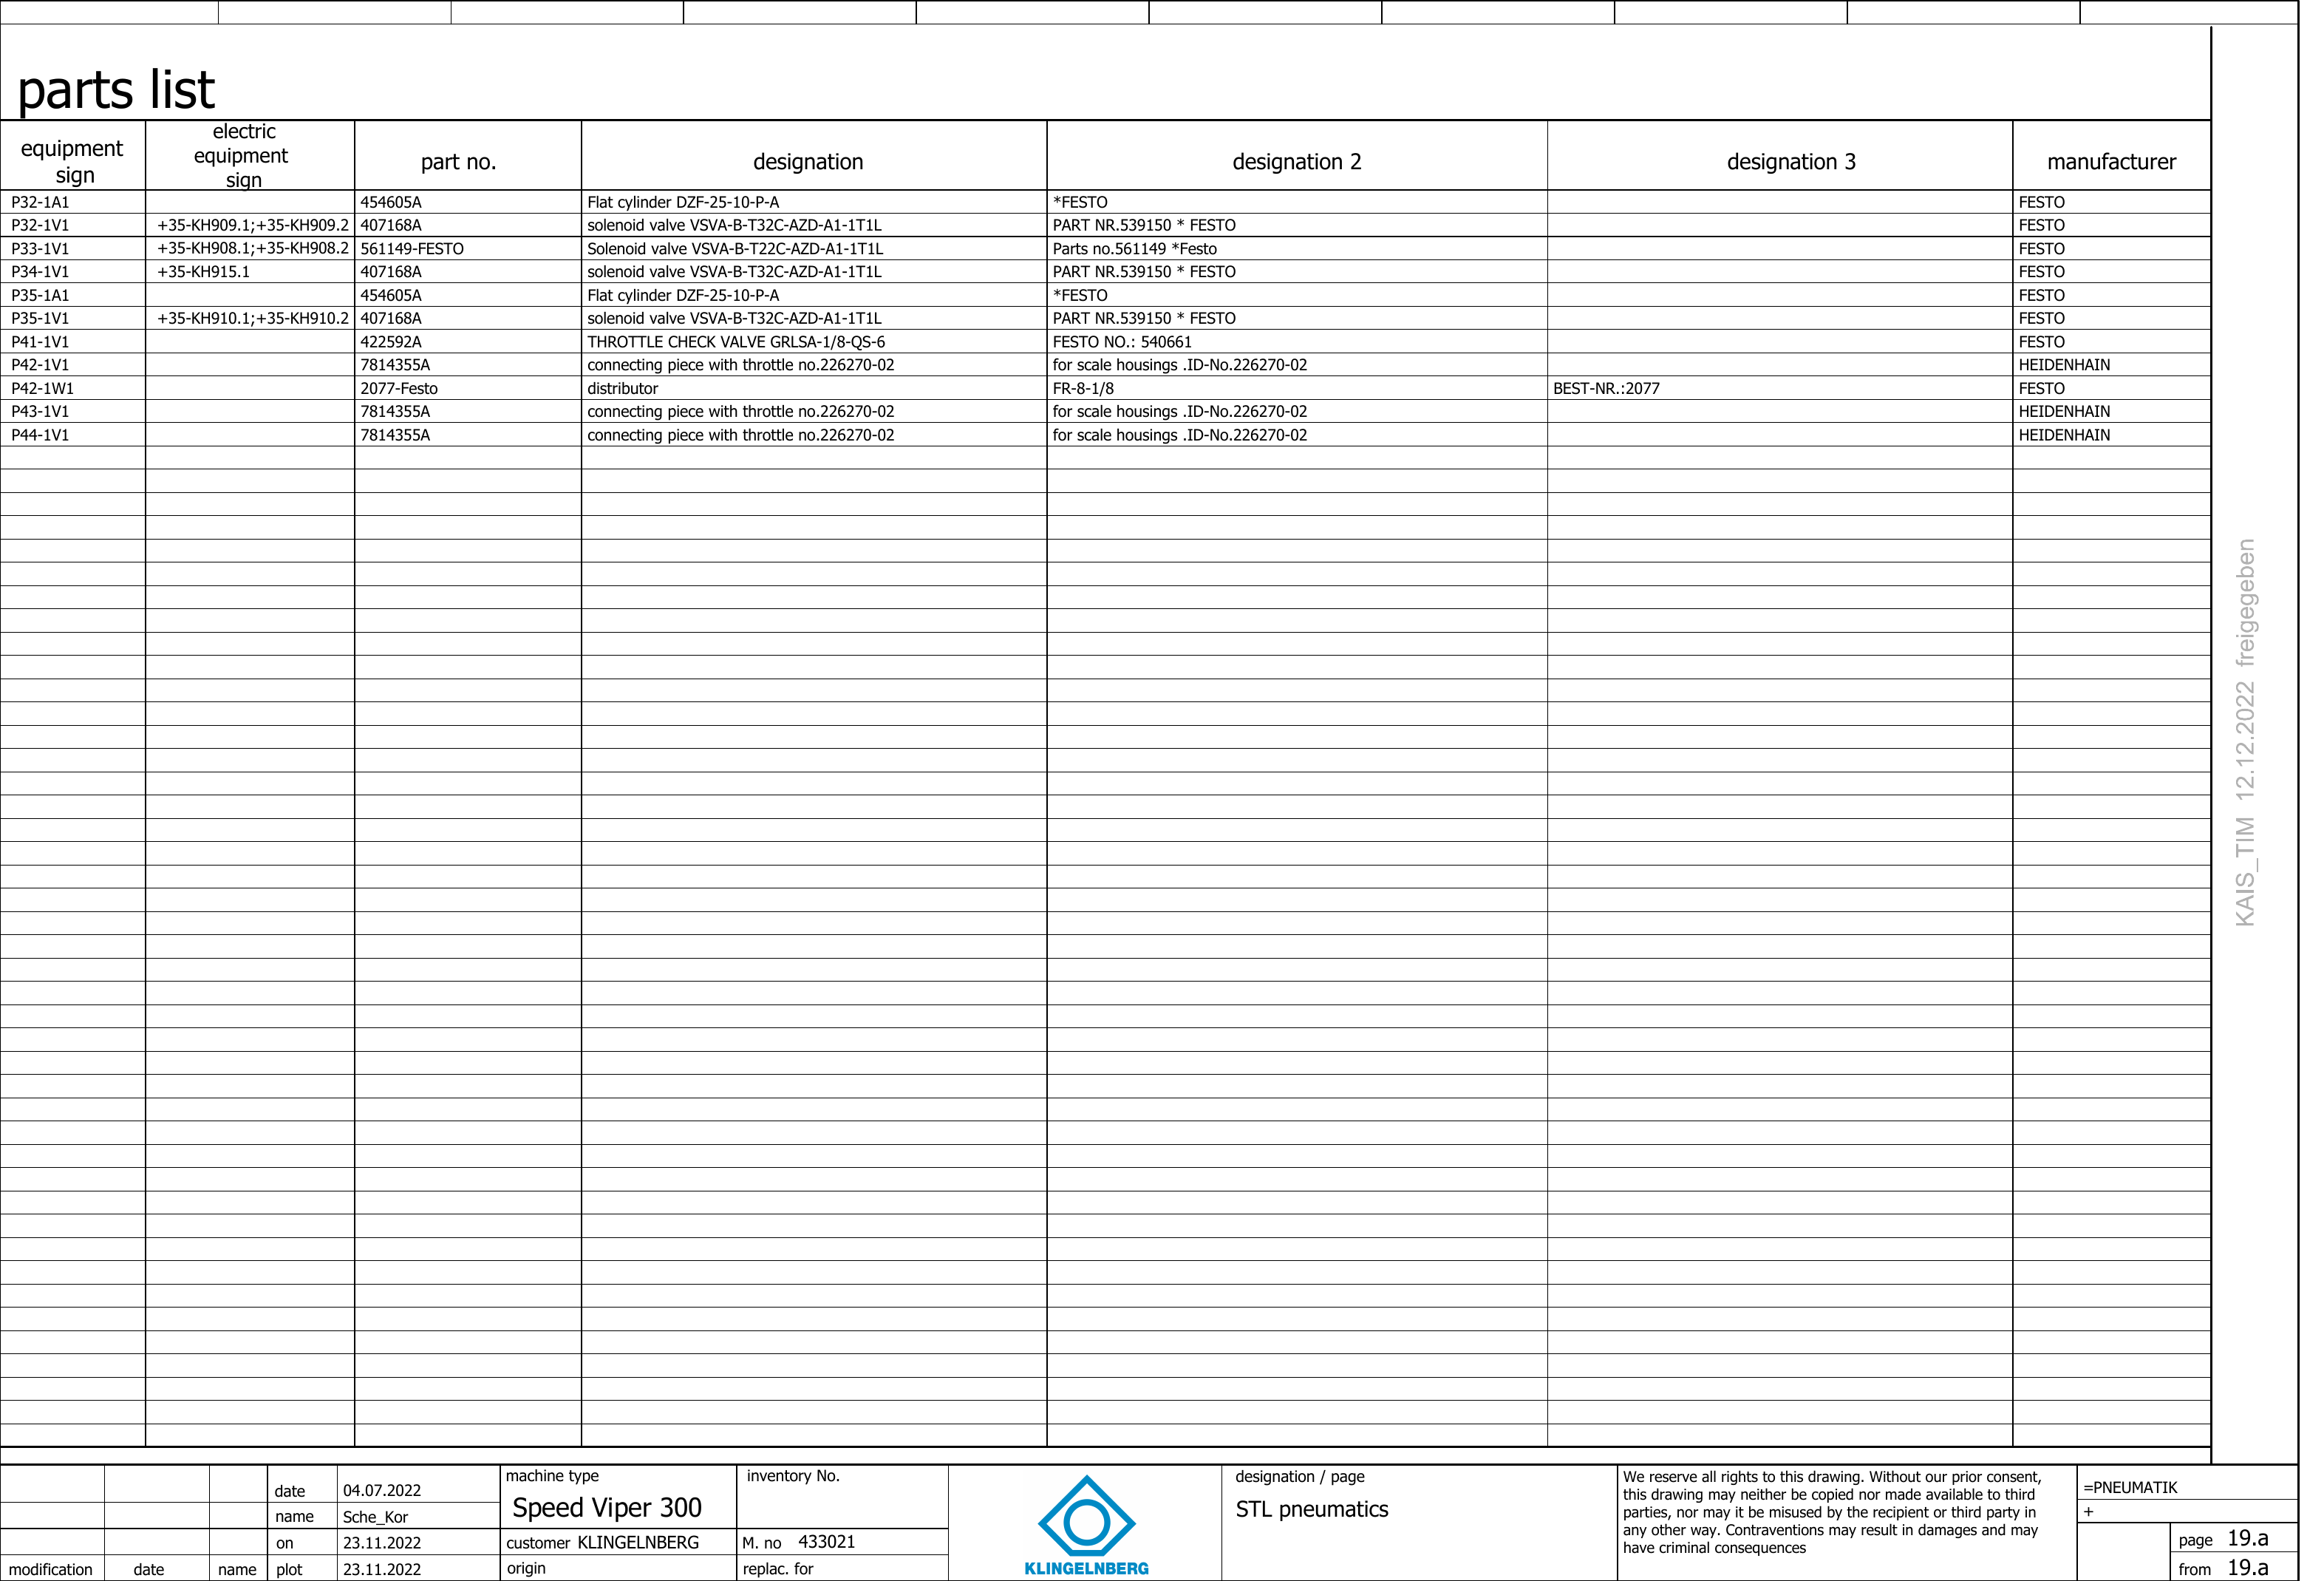 parts list
equipment sign electric equipment sign part no. designation designation 2 designation 3 manufacturer
P32-1A1 454605A Flat cylinder DZF-25-10-P-A *FESTO FESTO
P32-1V1 +35-KH909.1;+35-KH909.2 407168A solenoid valve VSVA-B-T32C-AZD-A1-1T1L PART NR.539150 * FESTO FESTO
P33-1V1 +35-KH908.1;+35-KH908.2 561149-FESTO Solenoid valve VSVA-B-T22C-AZD-A1-1T1L Parts no.561149 *Festo FESTO
P34-1V1 +35-KH915.1 407168A solenoid valve VSVA-B-T32C-AZD-A1-1T1L PART NR.539150 * FESTO FESTO
P35-1A1 454605A Flat cylinder DZF-25-10-P-A *FESTO FESTO
P35-1V1 +35-KH910.1;+35-KH910.2 407168A solenoid valve VSVA-B-T32C-AZD-A1-1T1L PART NR.539150 * FESTO FESTO
P41-1V1 422592A THROTTLE CHECK VALVE GRLSA-1/8-QS-6 FESTO NO.: 540661 FESTO
P42-1V1 7814355A connecting piece with throttle no.226270-02 for scale housings .ID-No.226270-02 HEIDENHAIN
P42-1W1 2077-Festo distributor FR-8-1/8 BEST-NR.:2077 FESTO
P43-1V1 7814355A connecting piece with throttle no.226270-02 for scale housings .ID-No.226270-02 HEIDENHAIN
P44-1V1 7814355A connecting piece with throttle no.226270-02 for scale housings .ID-No.226270-02 HEIDENHAIN
KAIS_TIM 12.12.2022 freigegeben
date 04.07.2022
name Sche_Kor
on 23.11.2022
modification date name plot 23.11.2022
machine type
Speed Viper 300
customer KLINGELNBERG
origin
inventory No.
M. no 433021
replac. for
KLINGELNBERG
designation / page
STL pneumatics
We reserve all rights to this drawing. Without our prior consent,
this drawing may neither be copied nor made available to third
parties, nor may it be misused by the recipient or third party in
any other way. Contraventions may result in damages and may
have criminal consequences
=PNEUMATIK
+
page 19.a
from 19.a